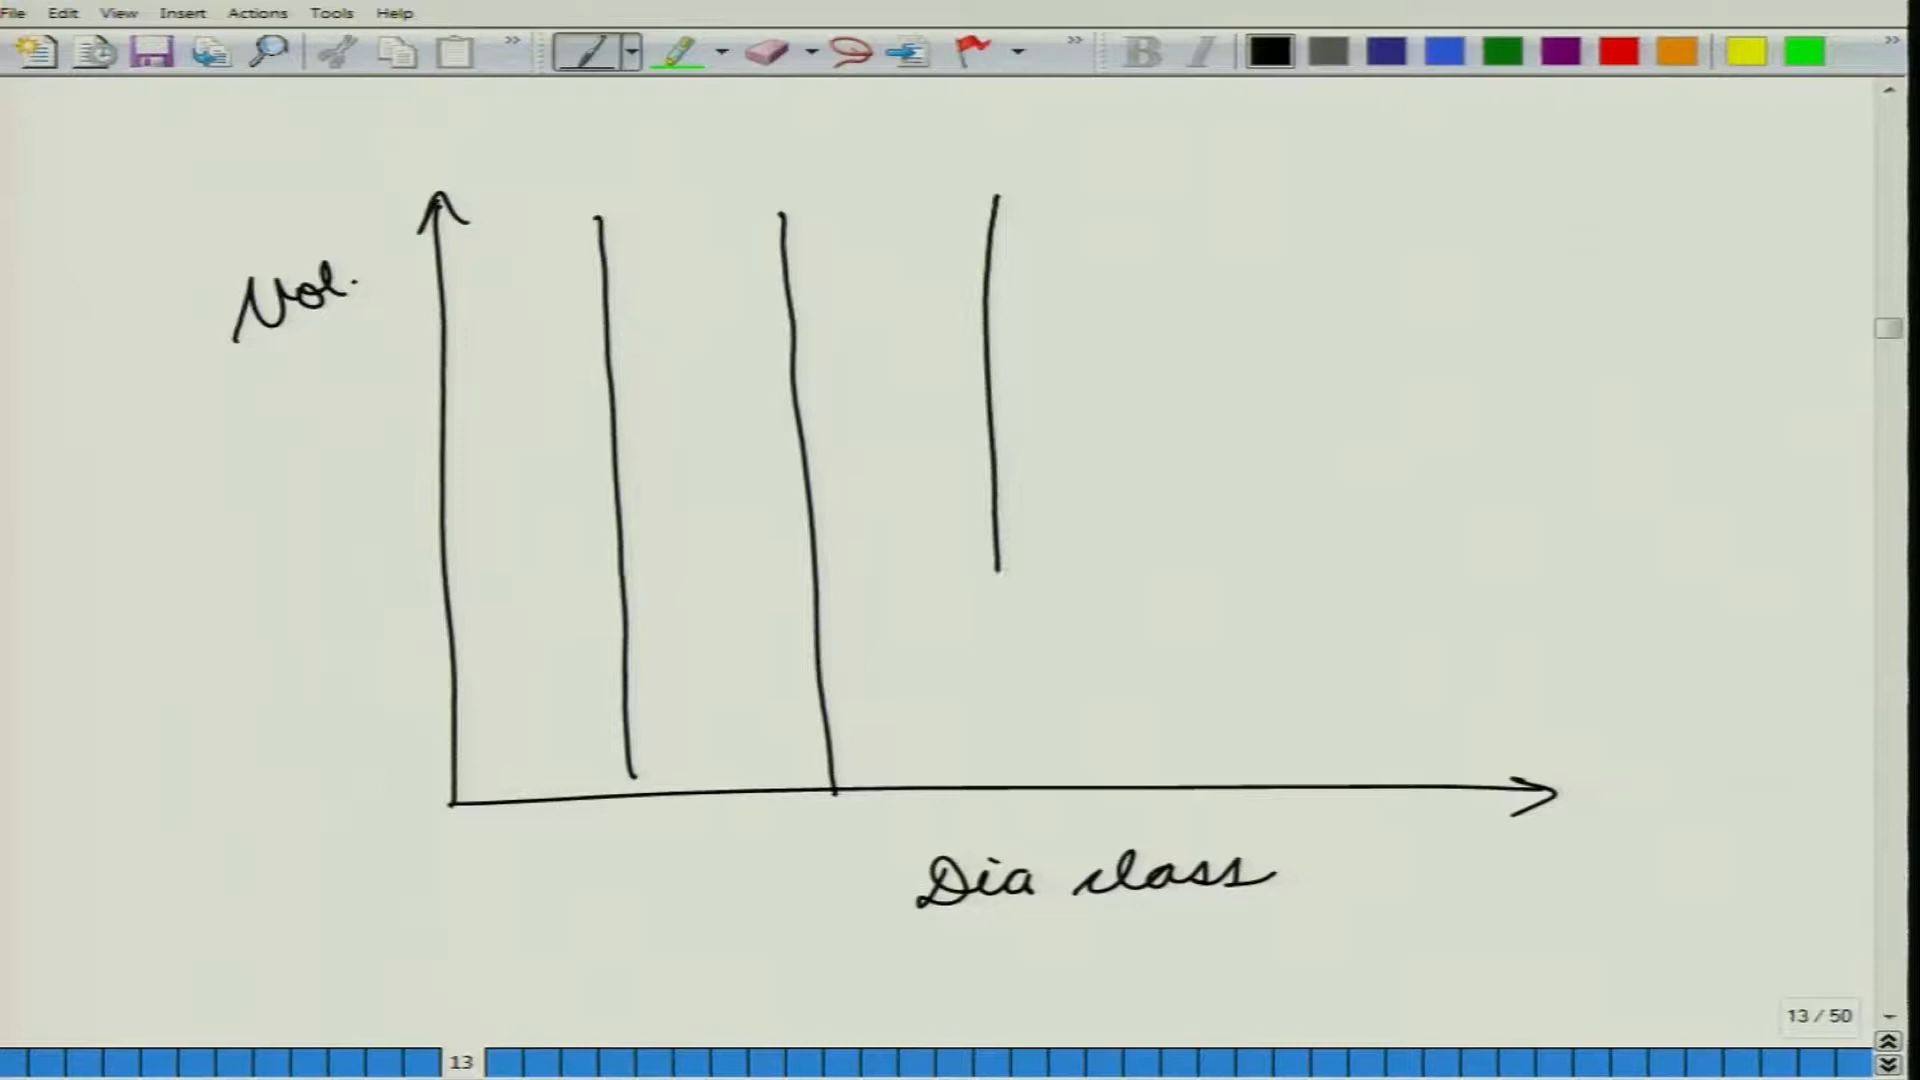 File Edit View Insert Actions Tools Help
B I
Vol.
Dia class
13 / 50
13